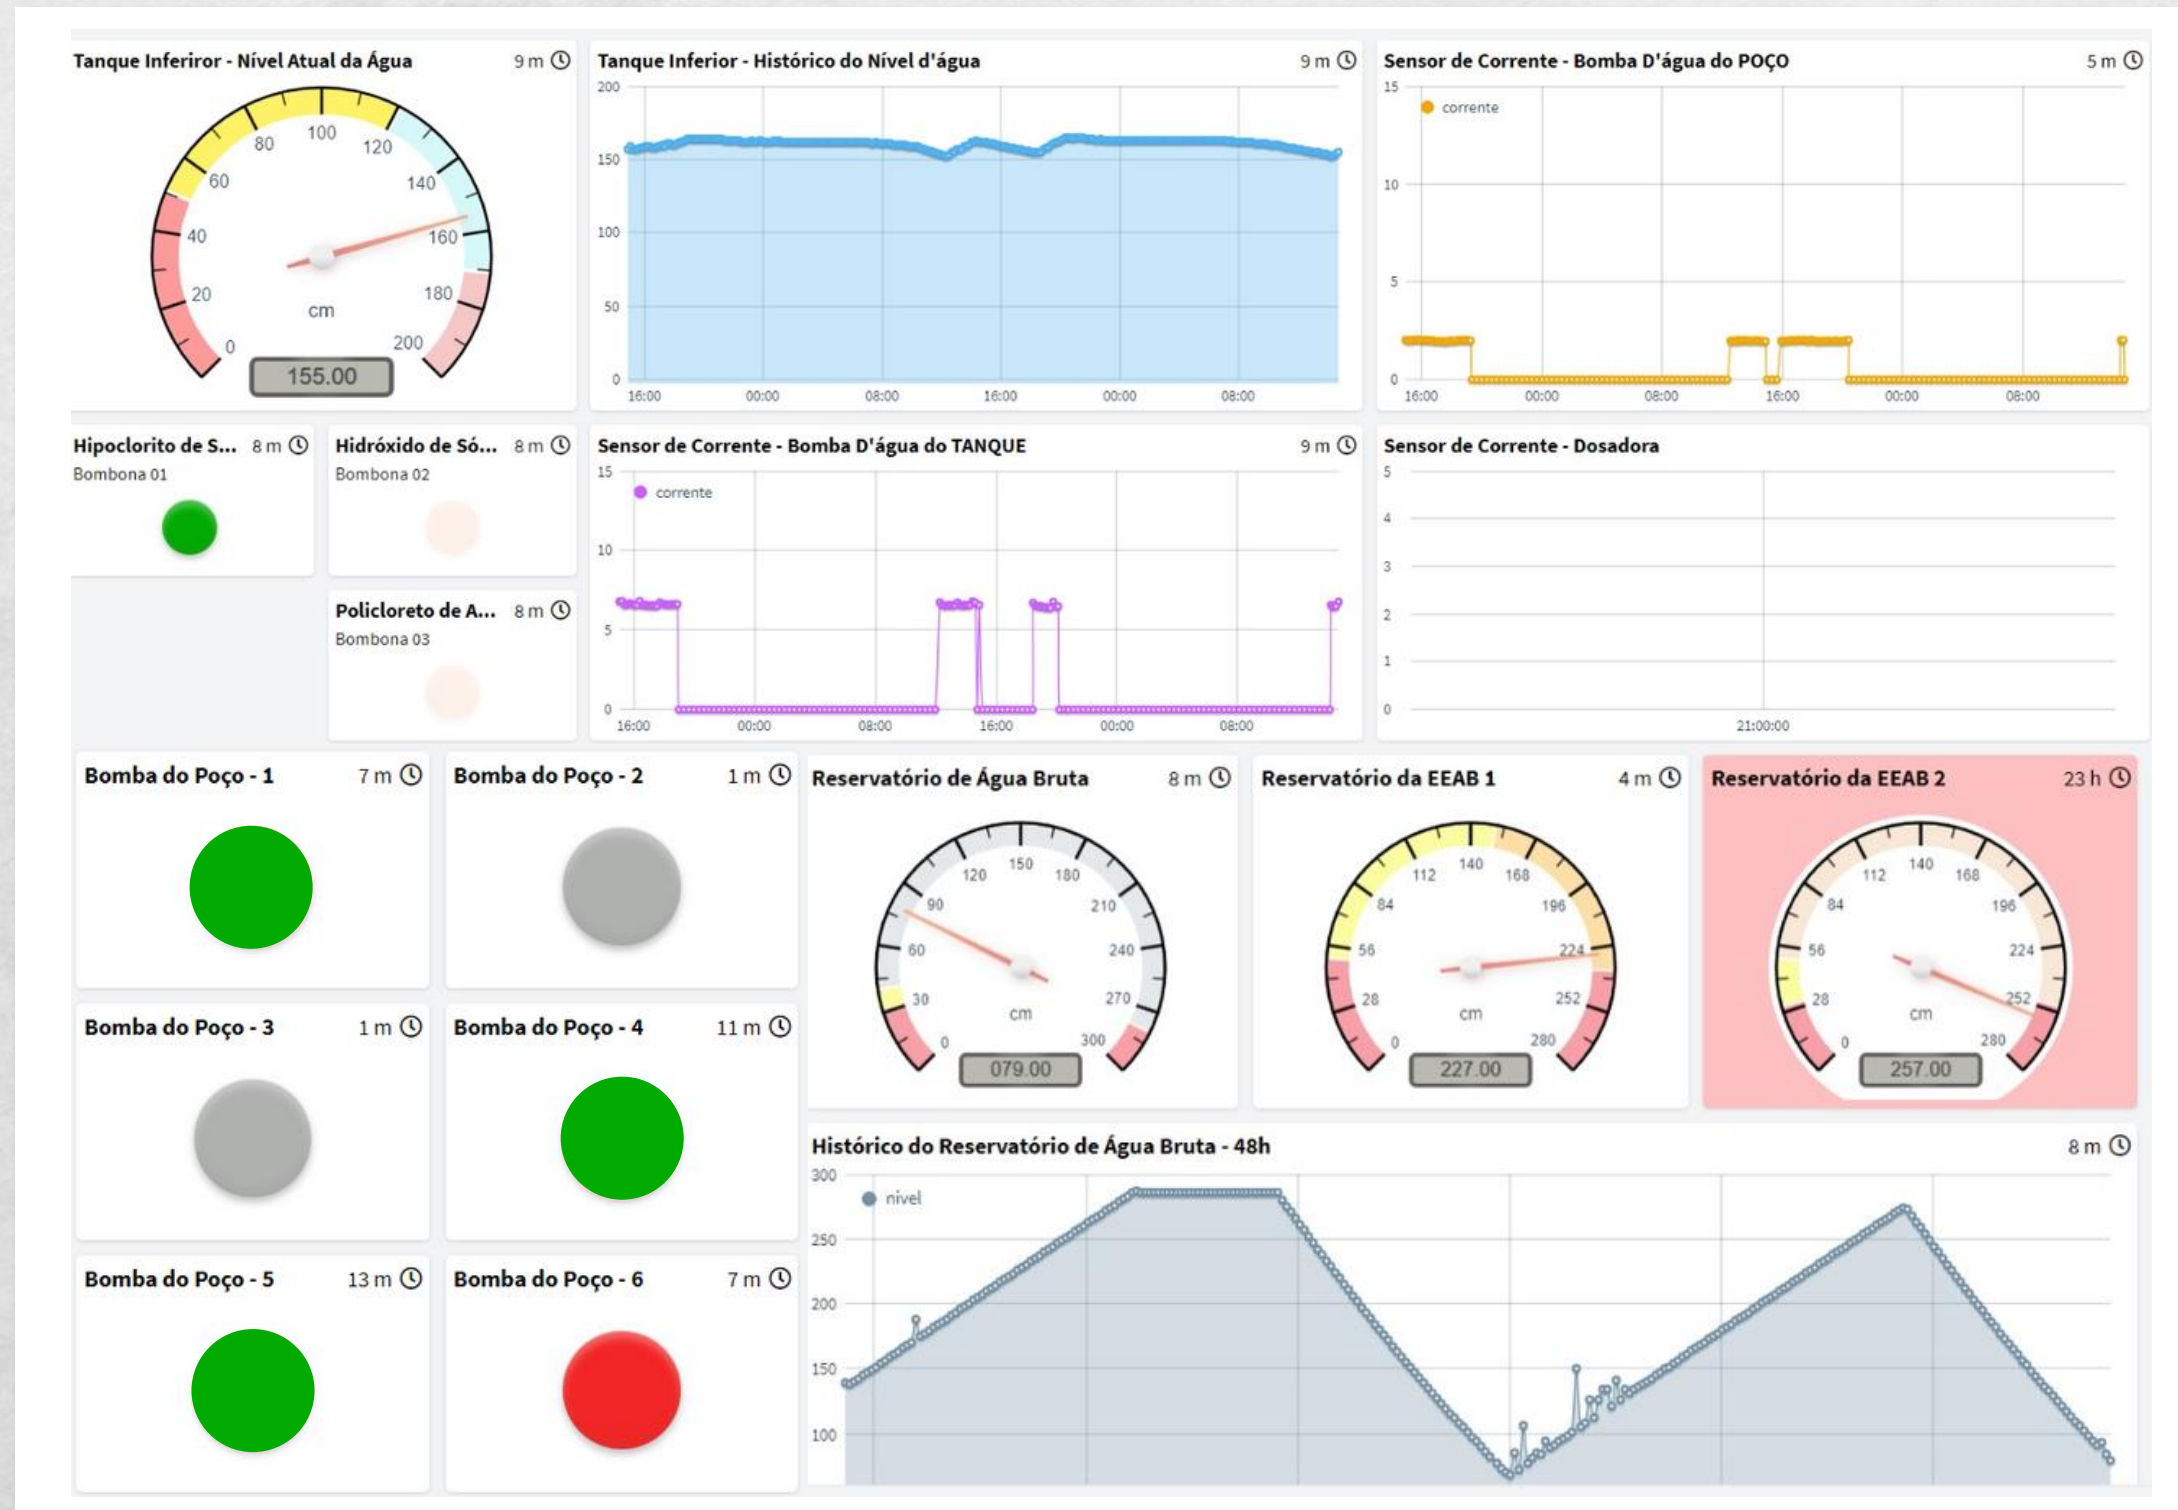 Tanque Inferiror - Nível Atual da Água 9 m
60
80
100
120
140
40
160
20
180
0
200
cm
155.00
Tanque Inferior - Histórico do Nível d'água 9 m
200
150
100
50
0
16:00 00:00 08:00 16:00 00:00 08:00
Sensor de Corrente - Bomba D'água do POÇO 5 m
15
corrente
10
5
0
16:00 00:00 08:00 16:00 00:00 08:00
Hipoclorito de S... 8 m
Bombona 01
Hidróxido de Só... 8 m
Bombona 02
Policloreto de A... 8 m
Bombona 03
Sensor de Corrente - Bomba D'água do TANQUE 9 m
15
corrente
10
5
0
16:00 00:00 08:00 16:00 00:00 08:00
Sensor de Corrente - Dosadora
5
4
3
2
1
0
21:00:00
Bomba do Poço - 1 7 m
Bomba do Poço - 2 1 m
Bomba do Poço - 3 1 m
Bomba do Poço - 4 11 m
Bomba do Poço - 5 13 m
Bomba do Poço - 6 7 m
Reservatório de Água Bruta 8 m
150
120 180
90 210
60 240
30 270
cm
0 300
079.00
Reservatório da EEAB 1 4 m
140
112 168
84 196
56 224
28 252
cm
0 280
227.00
Reservatório da EEAB 2 23 h
140
112 168
84 196
56 224
28 252
cm
0 280
257.00
Histórico do Reservatório de Água Bruta - 48h 8 m
300
nivel
250
200
150
100